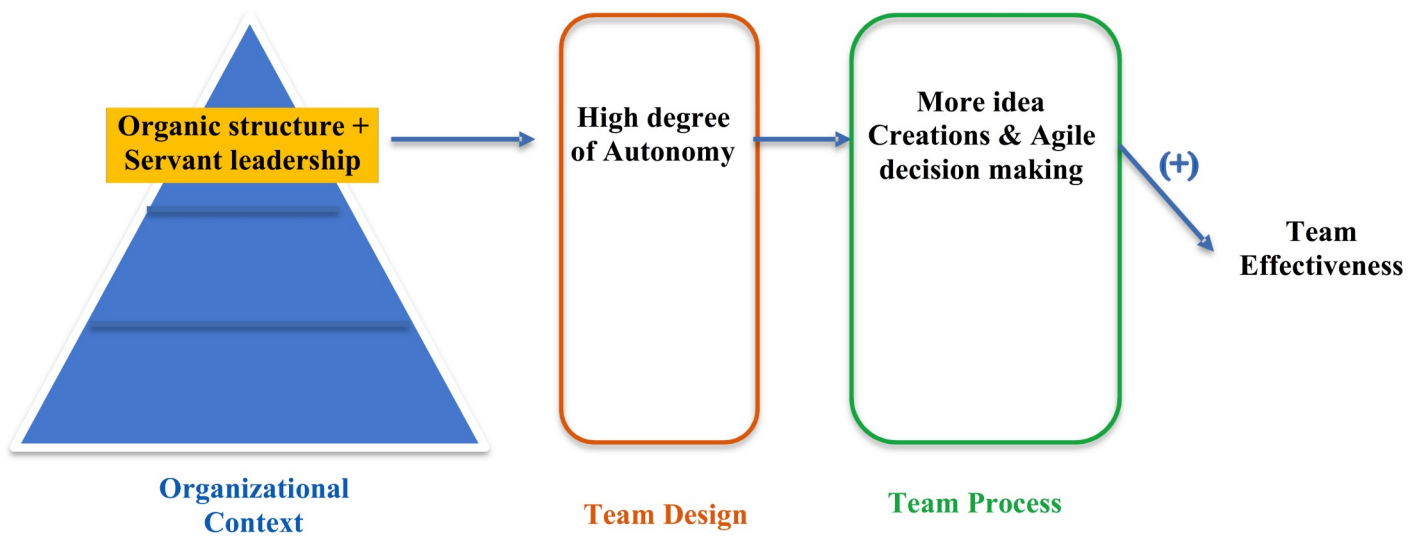 Organic structure +
Servant leadership
High degree
of Autonomy
More idea
Creations & Agile
decision making
(+)
Team
Effectiveness
Organizational
Context
Team Design
Team Process